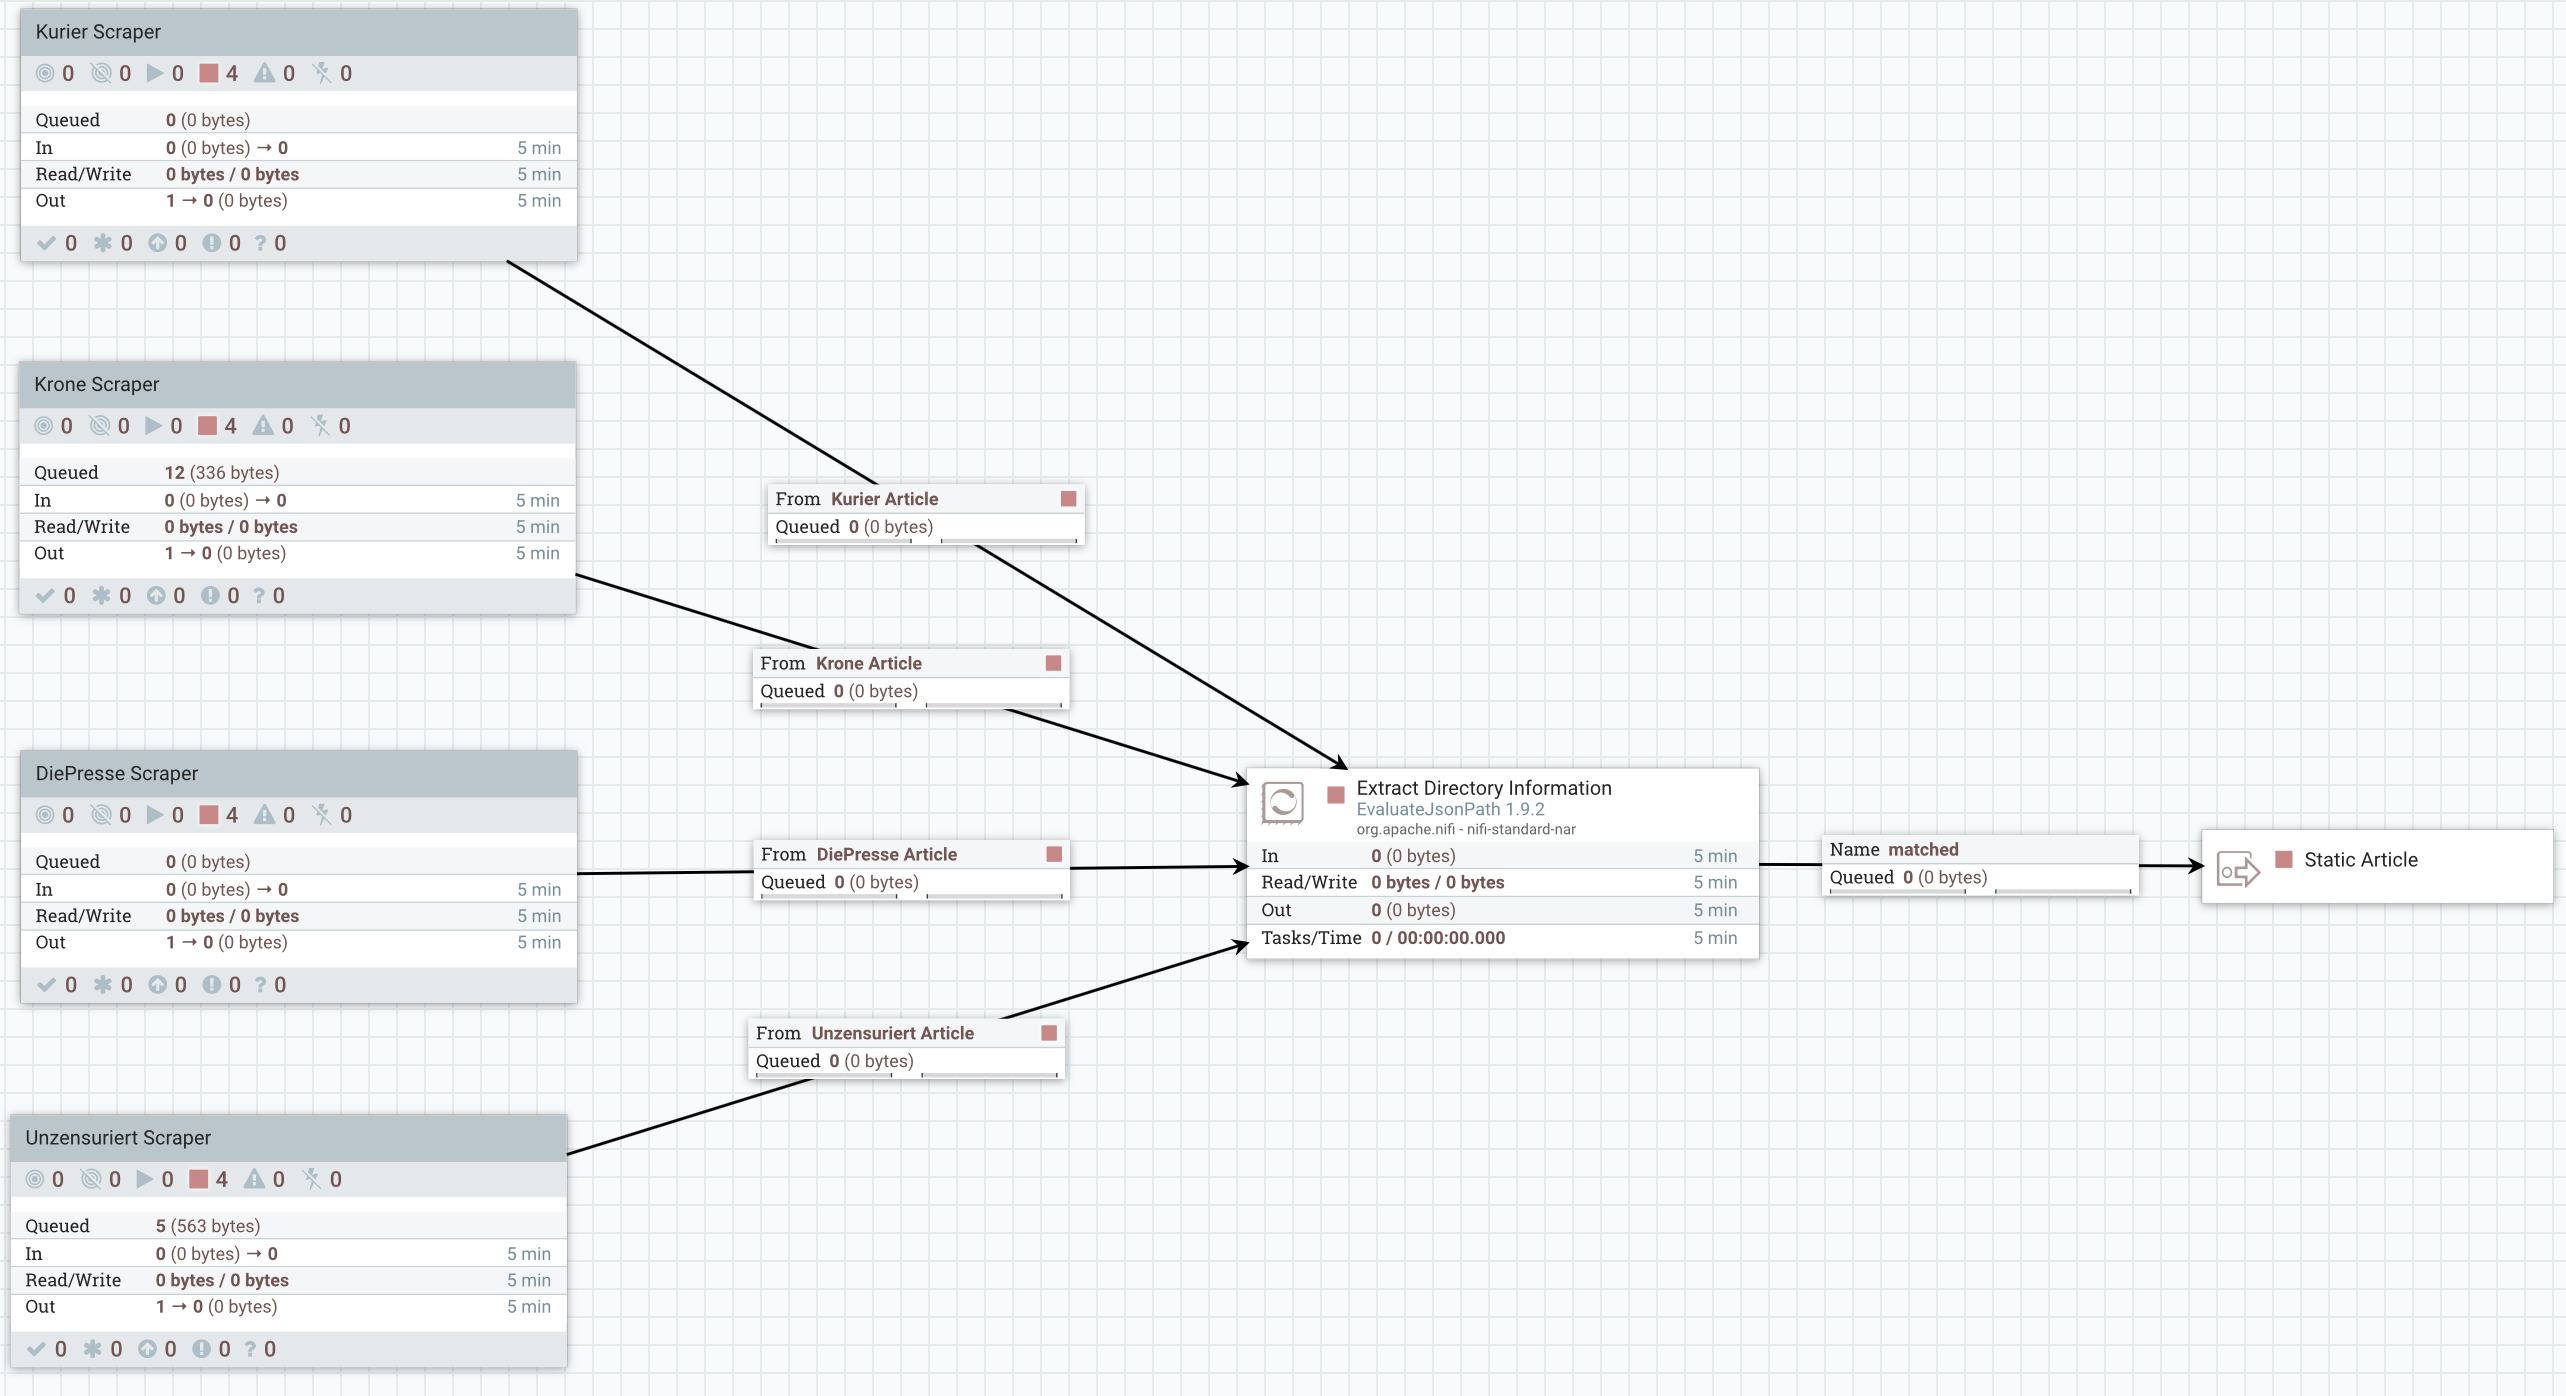 Kurier Scraper
0 0 0 4 0 0
Queued 0 (0 bytes)
In 0 (0 bytes) → 0 5 min
Read/Write 0 bytes / 0 bytes 5 min
Out 1 → 0 (0 bytes) 5 min
0 0 0 0 ? 0
Krone Scraper
0 0 0 4 0 0
Queued 12 (336 bytes)
In 0 (0 bytes) → 0 5 min
Read/Write 0 bytes / 0 bytes 5 min
Out 1 → 0 (0 bytes) 5 min
0 0 0 0 ? 0
From Kurier Article
Queued 0 (0 bytes)
From Krone Article
Queued 0 (0 bytes)
DiePresse Scraper
0 0 0 4 0 0
Queued 0 (0 bytes)
In 0 (0 bytes) → 0 5 min
Read/Write 0 bytes / 0 bytes 5 min
Out 1 → 0 (0 bytes) 5 min
0 0 0 0 ? 0
From DiePresse Article
Queued 0 (0 bytes)
Extract Directory Information
EvaluateJsonPath 1.9.2
org.apache.nifi - nifi-standard-nar
In 0 (0 bytes) 5 min
Read/Write 0 bytes / 0 bytes 5 min
Out 0 (0 bytes) 5 min
Tasks/Time 0 / 00:00:00.000 5 min
Name matched
Queued 0 (0 bytes)
Static Article
From Unzensuriert Article
Queued 0 (0 bytes)
Unzensuriert Scraper
0 0 0 4 0 0
Queued 5 (563 bytes)
In 0 (0 bytes) → 0 5 min
Read/Write 0 bytes / 0 bytes 5 min
Out 1 → 0 (0 bytes) 5 min
0 0 0 0 ? 0